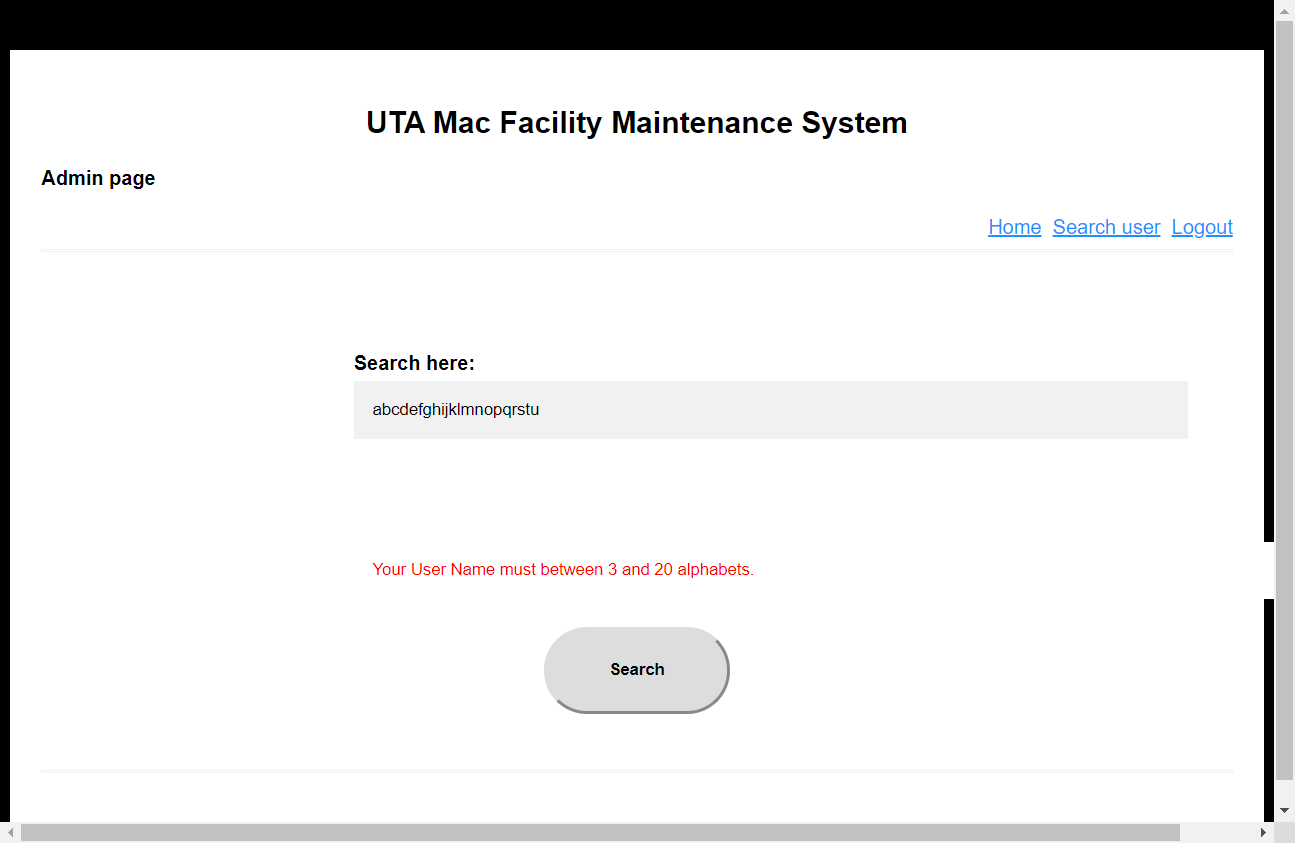 UTA Mac Facility Maintenance System
Admin page
Home Search user Logout
Search here:
abcdefghijklmnopqrstu
Your User Name must between 3 and 20 alphabets.
Search